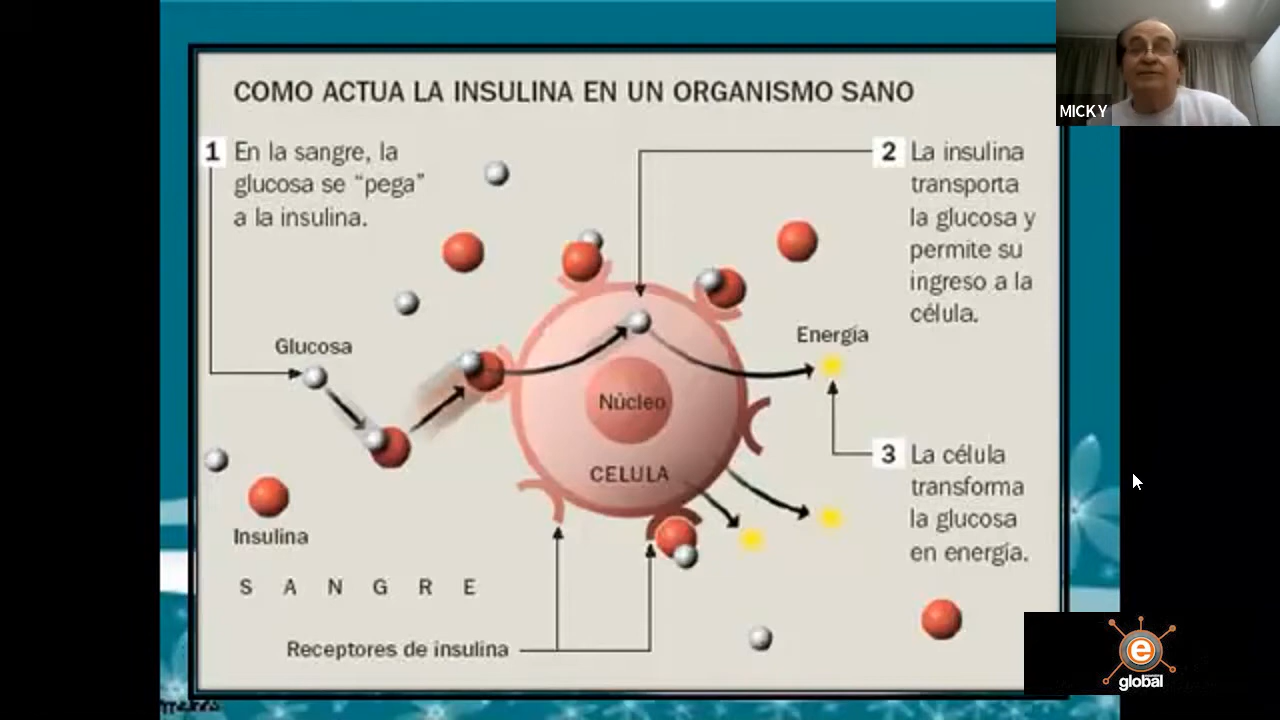 COMO ACTUA LA INSULINA EN UN ORGANISMO SANO
MICKY
1 En la sangre, la
glucosa se “pega”
a la insulina.
2 La insulina
transporta
la glucosa y
permite su
ingreso a la
célula.
Energía
Glucosa
Núcleo
CELULA
3 La célula
transforma
la glucosa
en energía.
Insulina
SANGRE
Receptores de insulina
e
global